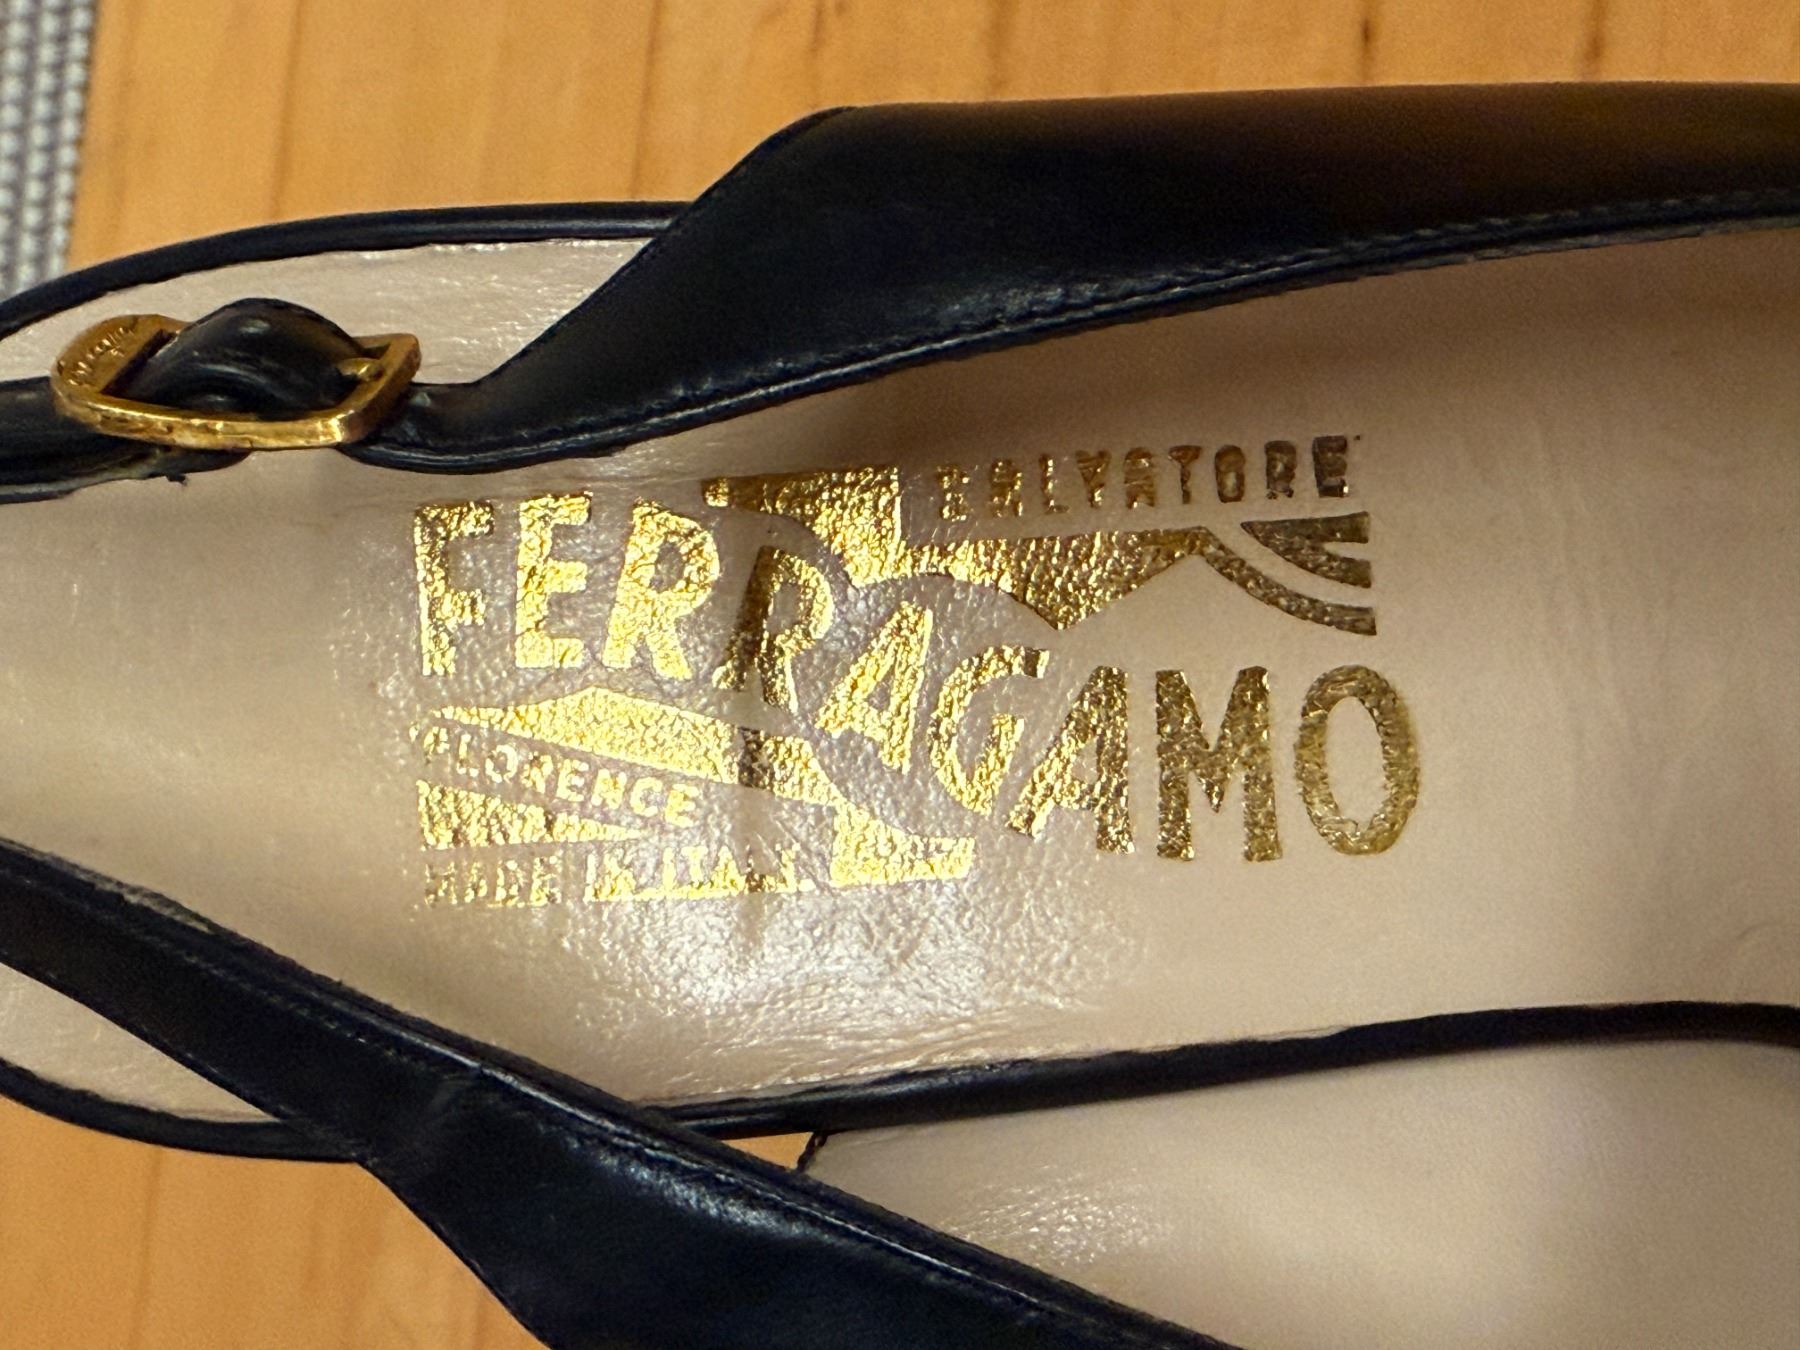 SALVATORE
FERRAGAMO
FLORENCE
MADE IN ITALY